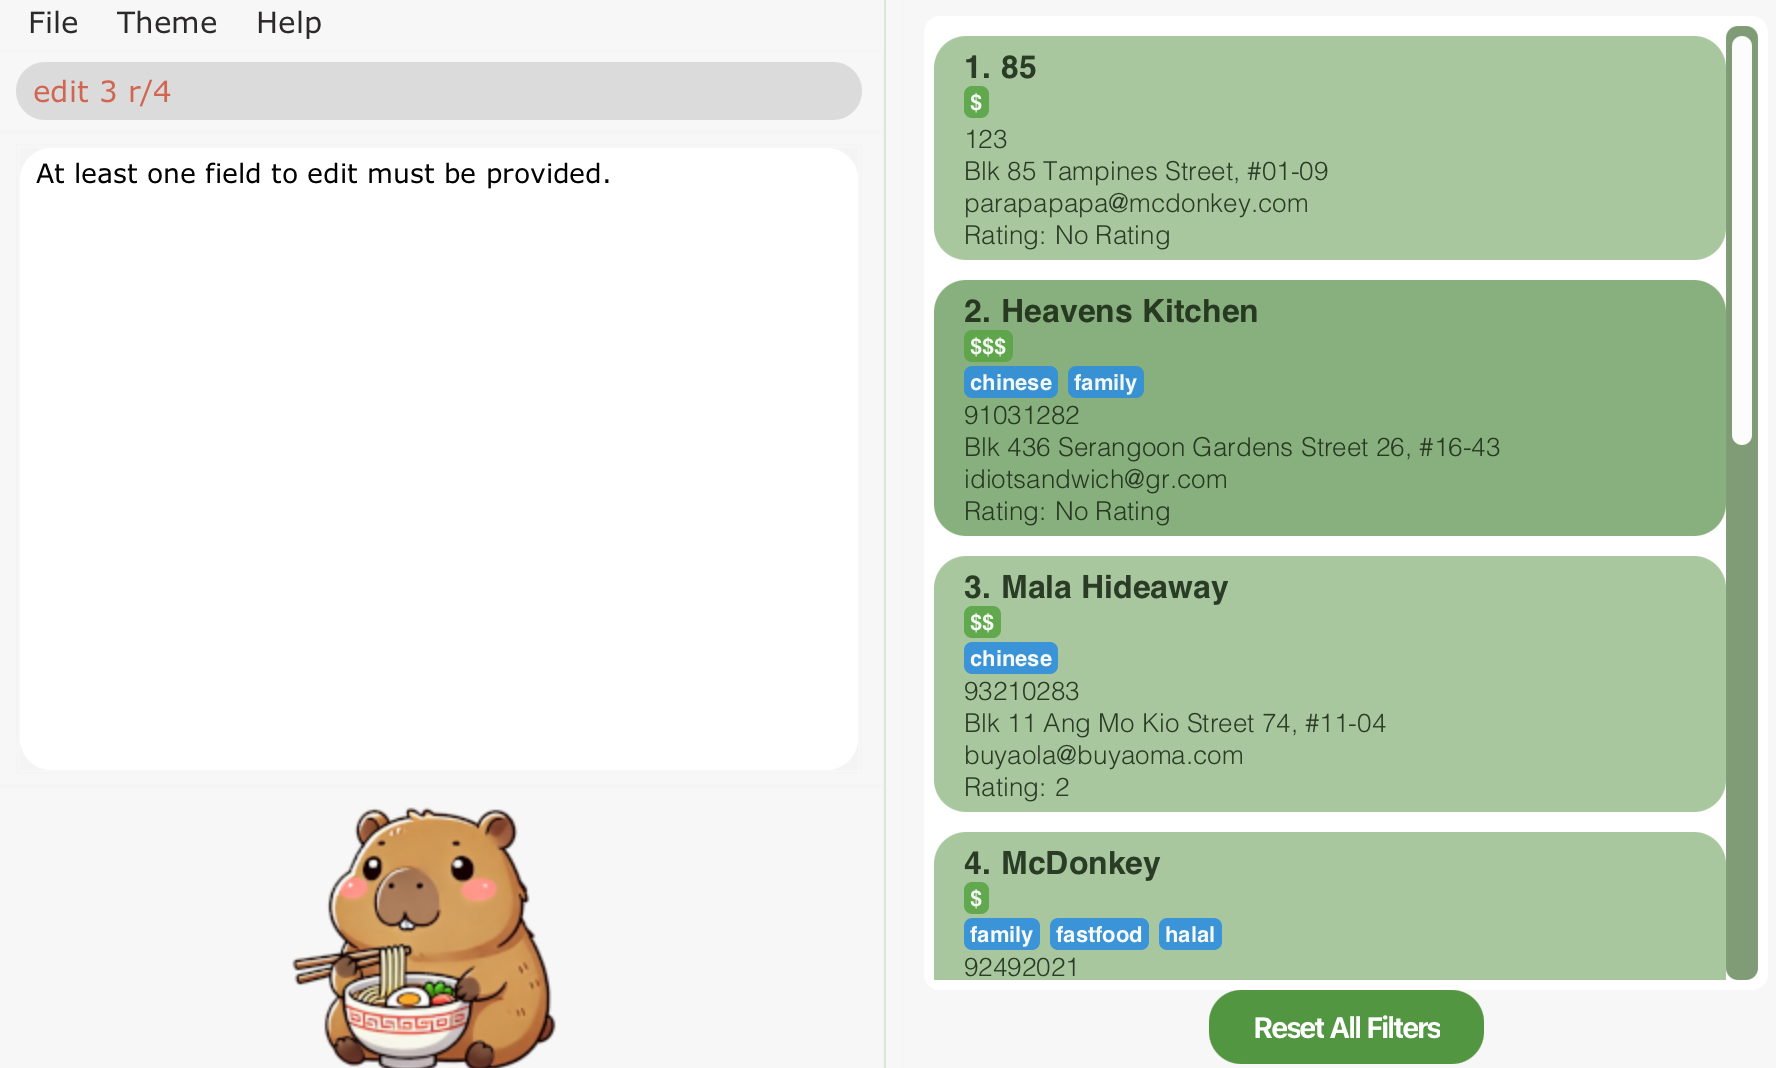 File Theme Help
edit 3 r/4
At least one field to edit must be provided.
1. 85
$
123
Blk 85 Tampines Street, #01-09
parapapapa@mcdonkey.com
Rating: No Rating
2. Heavens Kitchen
$$$
chinese family
91031282
Blk 436 Serangoon Gardens Street 26, #16-43
idiotsandwich@gr.com
Rating: No Rating
3. Mala Hideaway
$$
chinese
93210283
Blk 11 Ang Mo Kio Street 74, #11-04
buyaola@buyaoma.com
Rating: 2
4. McDonkey
$
family fastfood halal
92492021
Reset All Filters